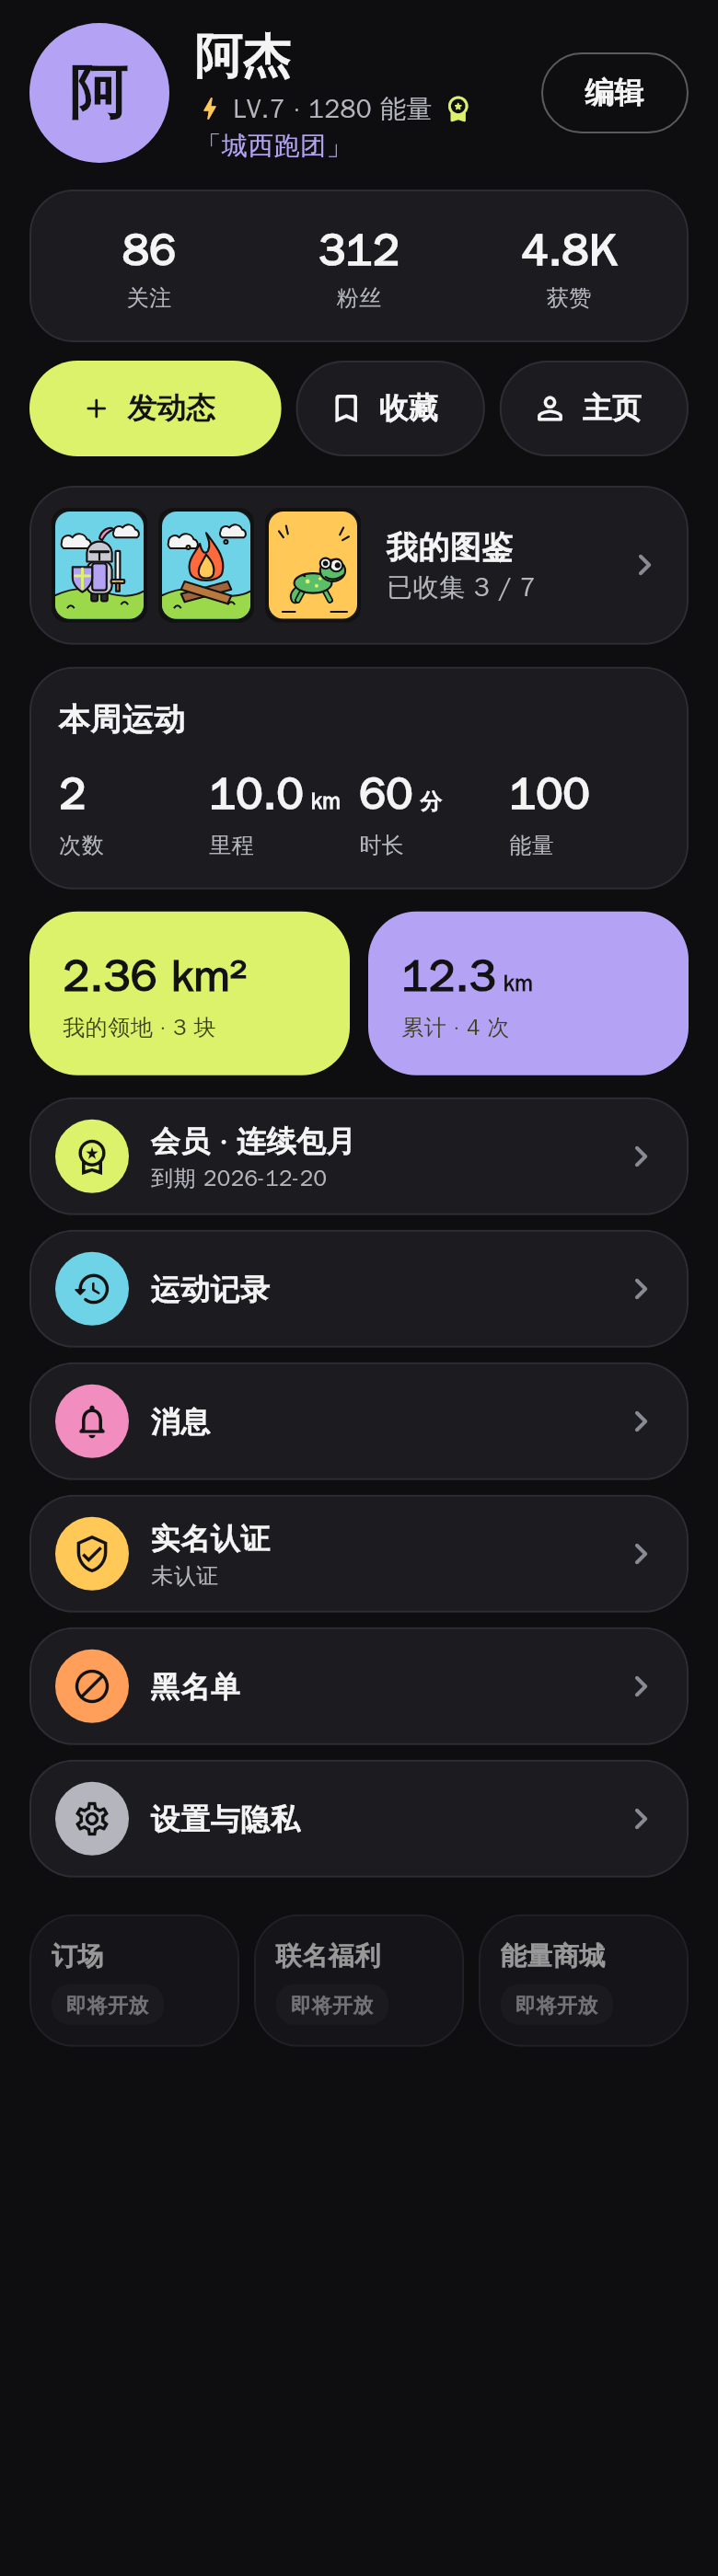 阿
阿杰
LV.7 · 1280 能量
「城西跑团」
编辑
86
关注
312
粉丝
4.8K
获赞
+ 发动态
收藏
主页
我的图鉴
已收集 3 / 7
本周运动
2
次数
10.0 km
里程
60 分
时长
100
能量
2.36 km²
我的领地 · 3 块
12.3 km
累计 · 4 次
会员 · 连续包月
到期 2026-12-20
运动记录
消息
实名认证
未认证
黑名单
设置与隐私
订场
即将开放
联名福利
即将开放
能量商城
即将开放